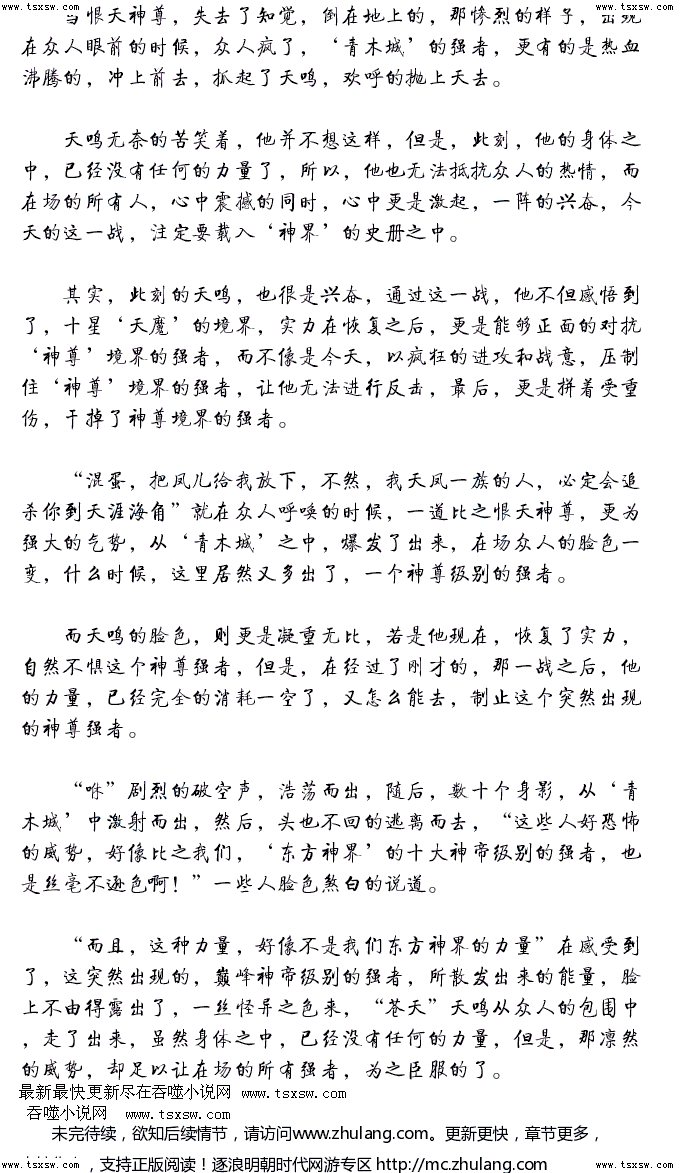 www.tsxsw.com www.tsxsw.com www.tsxsw.com www.tsxsw.com
当恨天神尊，失去了知觉，倒在地上的，那惨烈的样子，出现
在众人眼前的时候，众人疯了，‘青木城’的强者，更有的是热血
沸腾的，冲上前去，抓起了天鸣，欢呼的抛上天去。
天鸣无奈的苦笑着，他并不想这样，但是，此刻，他的身体之
中，已经没有任何的力量了，所以，他也无法抵抗众人的热情，而
在场的所有人，心中震撼的同时，心中更是激起，一阵的兴奋，今
天的这一战，注定要载入‘神界’的史册之中。
其实，此刻的天鸣，也很是兴奋，通过这一战，他不但感悟到
了，十星‘天魔’的境界，实力在恢复之后，更是能够正面的对抗
‘神尊’境界的强者，而不像是今天，以疯狂的进攻和战意，压制
住‘神尊’境界的强者，让他无法进行反击，最后，更是拼着受重
伤，干掉了神尊境界的强者。
“混蛋，把凤儿给我放下，不然，我天凤一族的人，必定会追
杀你到天涯海角”就在众人呼唤的时候，一道比之恨天神尊，更为
强大的气势，从‘青木城’之中，爆发了出来，在场众人的脸色一
变，什么时候，这里居然又多出了，一个神尊级别的强者。
而天鸣的脸色，则更是凝重无比，若是他现在，恢复了实力，
自然不惧这个神尊强者，但是，在经过了刚才的，那一战之后，他
的力量，已经完全的消耗一空了，又怎么能去，制止这个突然出现
的神尊强者。
“咻”剧烈的破空声，浩荡而出，随后，数十个身影，从‘青
木城’中激射而出，然后，头也不回的逃离而去，“这些人好恐怖
的威势，好像比之我们，‘东方神界’的十大神帝级别的强者，也
是丝毫不逊色啊！”一些人脸色煞白的说道。
“而且，这种力量，好像不是我们东方神界的力量”在感受到
了，这突然出现的，巅峰神帝级别的强者，所散发出来的能量，脸
上不由得露出了，一丝怪异之色来，“苍天”天鸣从众人的包围中
，走了出来，虽然身体之中，已经没有任何的力量，但是，那凛然
的威势，却足以让在场的所有强者，为之臣服的了。
最新最快更新尽在吞噬小说网 www.tsxsw.com
吞噬小说网 www.tsxsw.com
未完待续，欲知后续情节，请访问www.zhulang.com。更新更快，章节更多，
，支持正版阅读！逐浪明朝时代网游专区 http://mc.zhulang.com
www.tsxsw.com www.tsxsw.com www.tsxsw.com www.tsxsw.com